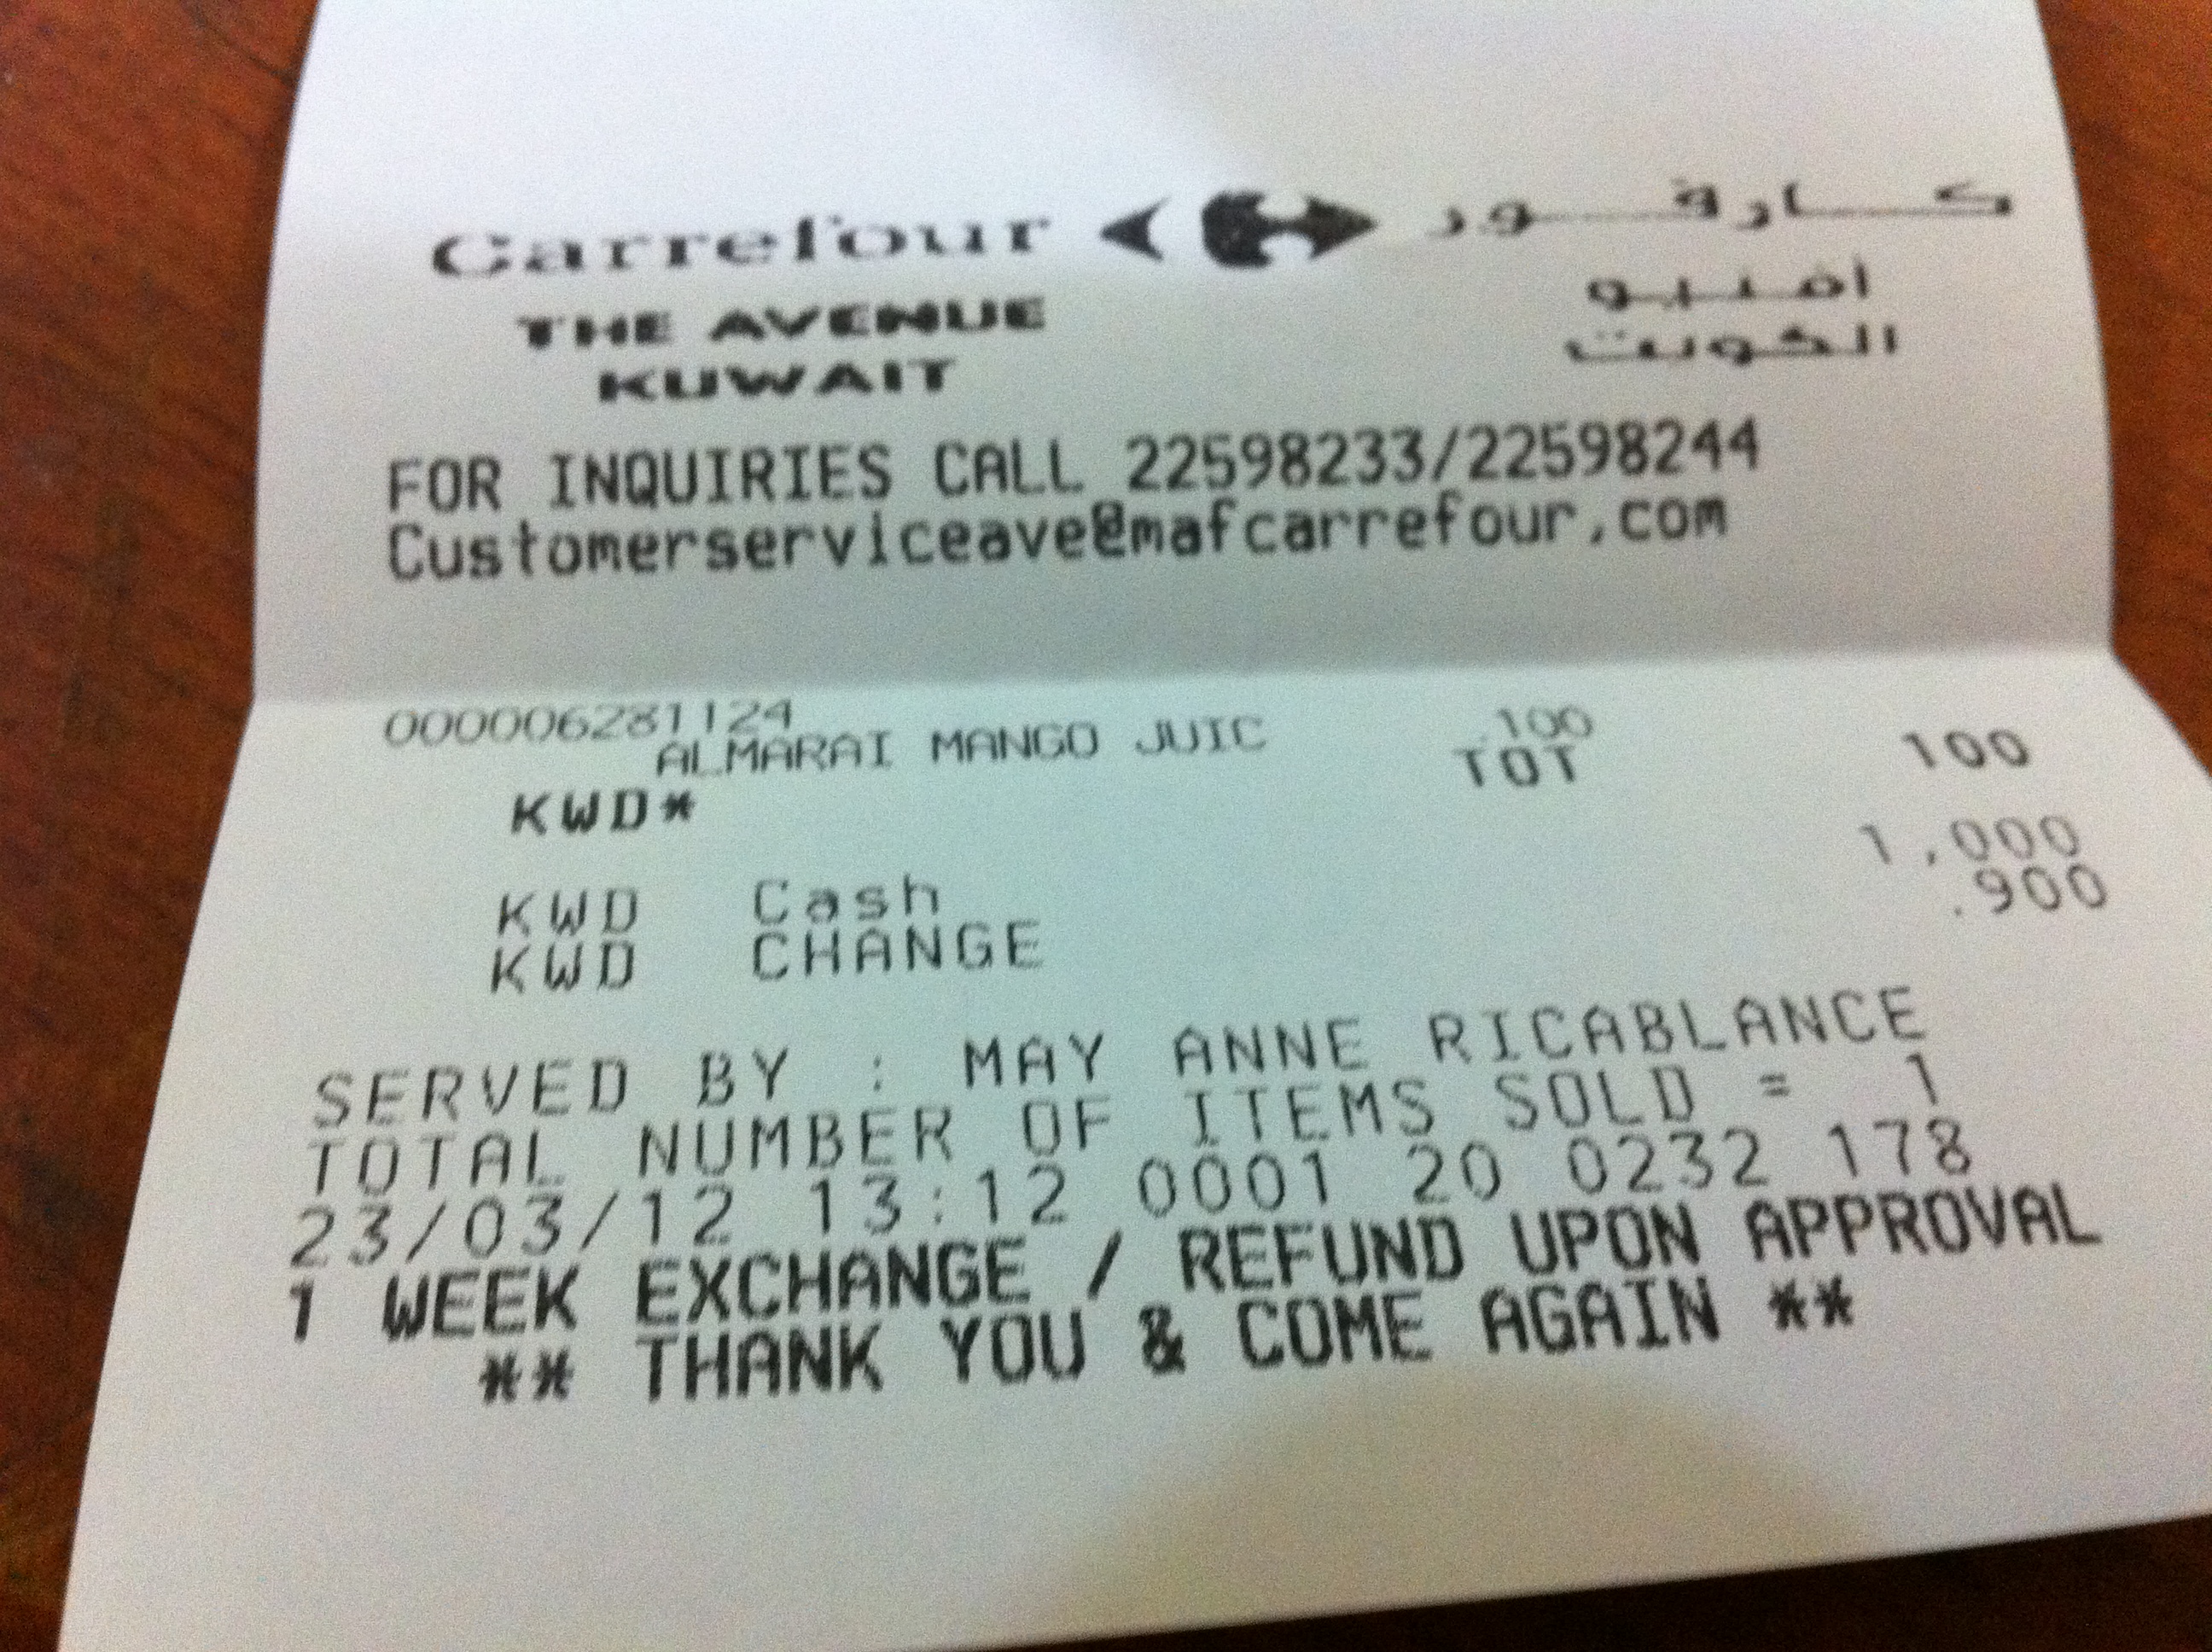 Carrefour كارفور
THE AVENUE افنيو
KUWAIT الكويت
FOR INQUIRIES CALL 22598233/22598244
Customerserviceave@mafcarrefour.com
000006281124
ALMARAI MANGO JUIC .100
KWD* TOT 100
KWD Cash 1,000
KWD CHANGE .900
SERVED BY : MAY ANNE RICABLANCE
TOTAL NUMBER OF ITEMS SOLD = 1
23/03/12 13:12 0001 20 0232 178
1 WEEK EXCHANGE / REFUND UPON APPROVAL
** THANK YOU & COME AGAIN **